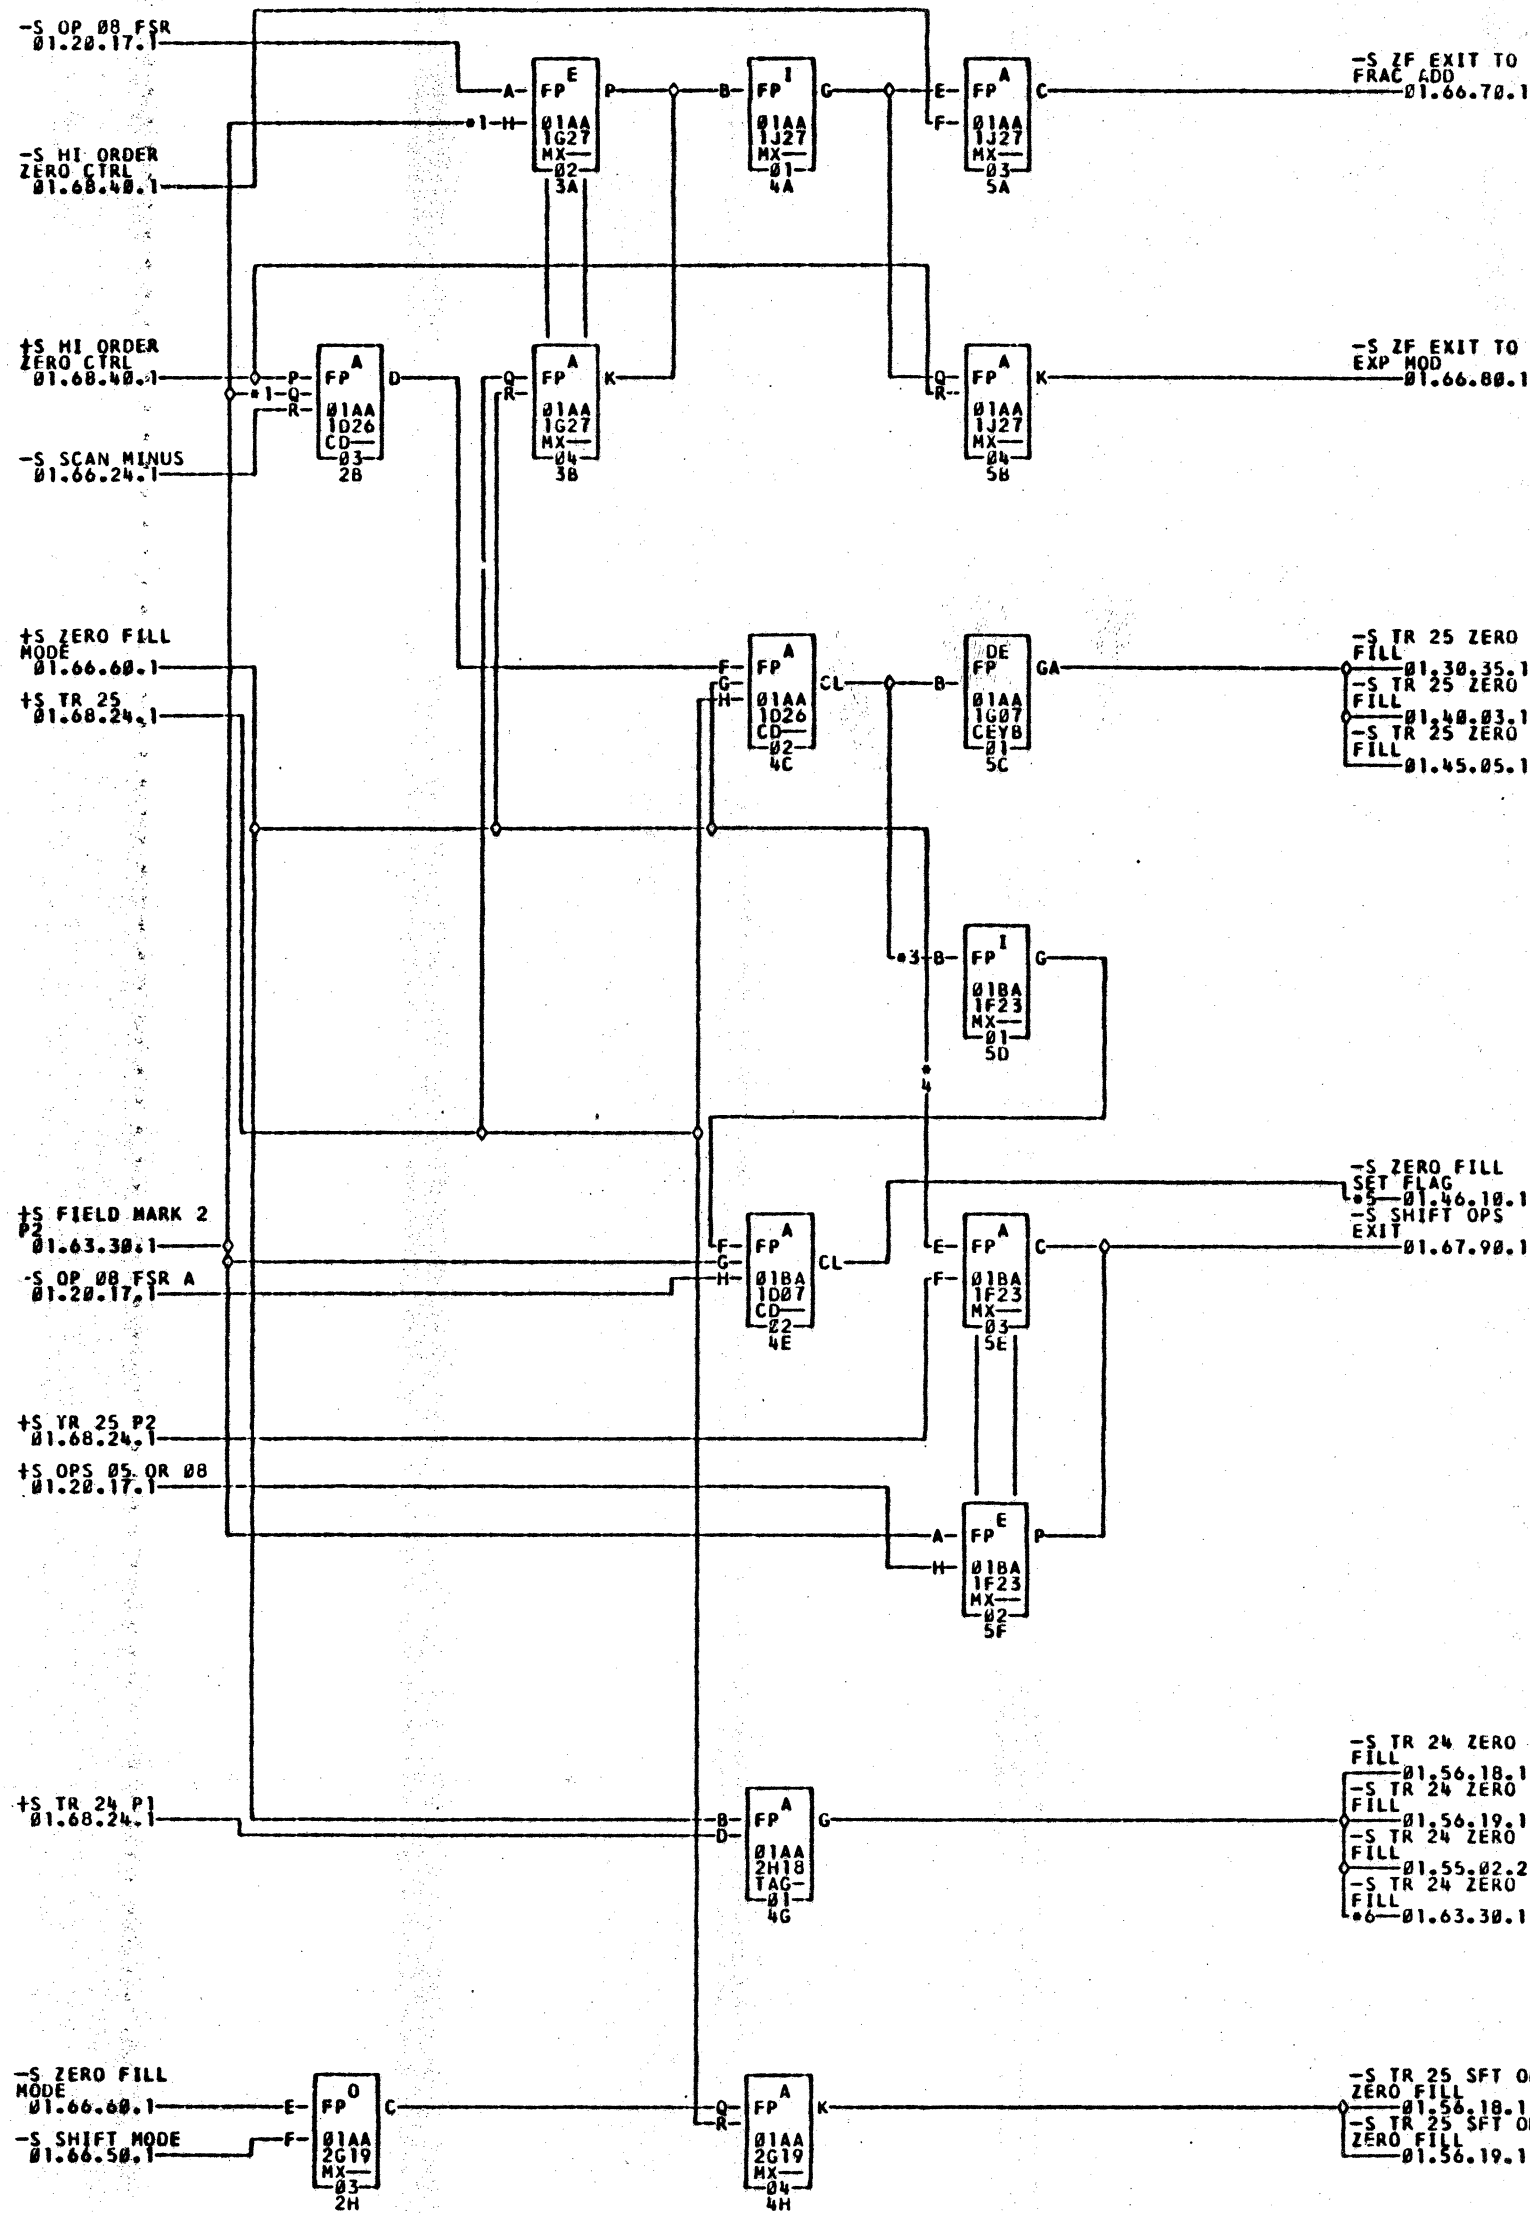 -S OP 08 FSR
01.20.17.1
-S HI ORDER
ZERO CTRL
01.68.40.1
+S HI ORDER
ZERO CTRL
01.68.40.1
-S SCAN MINUS
01.66.24.1
+S ZERO FILL
MODE
01.66.60.1
+S TR 25
01.68.24.1
+S FIELD MARK 2
P2
01.63.30.1
-S OP 08 FSR A
01.20.17.1
+S TR 25 P2
01.68.24.1
+S OPS 05 OR 08
01.20.17.1
+S TR 24 P1
01.68.24.1
-S ZERO FILL
MODE
01.66.60.1
-S SHIFT MODE
01.66.50.1
A E P
*1 H FP
01AA
1G27
MX
02
3A
B I G
FP
01AA
1J27
MX
01
4A
E A C
F FP
01AA
1J27
MX
03
5A
P A D
*1 Q FP
R
01AA
1D26
CD
03
2B
Q A K
R FP
01AA
1G27
MX
04
3B
Q A K
R FP
01AA
1J27
MX
04
5B
F A CL
G FP
H
01AA
1D26
CD
02
4C
B DE GA
FP
01AA
1G07
CEYB
01
5C
*3 B I G
FP
01BA
1F23
MX
01
5D
*
4
F A CL
G FP
H
01BA
1D07
CD
02
4E
E A C
F FP
01BA
1F23
MX
03
5E
A E P
H FP
01BA
1F23
MX
02
5F
B A G
D FP
01AA
2H18
TAG-
01
4G
E O C
F FP
01AA
2G19
MX
03
2H
Q A K
R FP
01AA
2G19
MX
04
4H
-S ZF EXIT TO
FRAC ADD
01.66.70.1
-S ZF EXIT TO
EXP MOD
01.66.80.1
-S TR 25 ZERO
FILL
01.30.35.1
-S TR 25 ZERO
FILL
01.40.03.1
-S TR 25 ZERO
FILL
01.45.05.1
-S ZERO FILL
SET FLAG
*5 01.46.10.1
-S SHIFT OPS
EXIT
01.67.90.1
-S TR 24 ZERO
FILL
01.56.18.1
-S TR 24 ZERO
FILL
01.56.19.1
-S TR 24 ZERO
FILL
01.55.02.2
-S TR 24 ZERO
FILL
*6 01.63.30.1
-S TR 25 SFT
ZERO FILL
01.56.18.1
-S TR 25 SFT
ZERO FILL
01.56.19.1